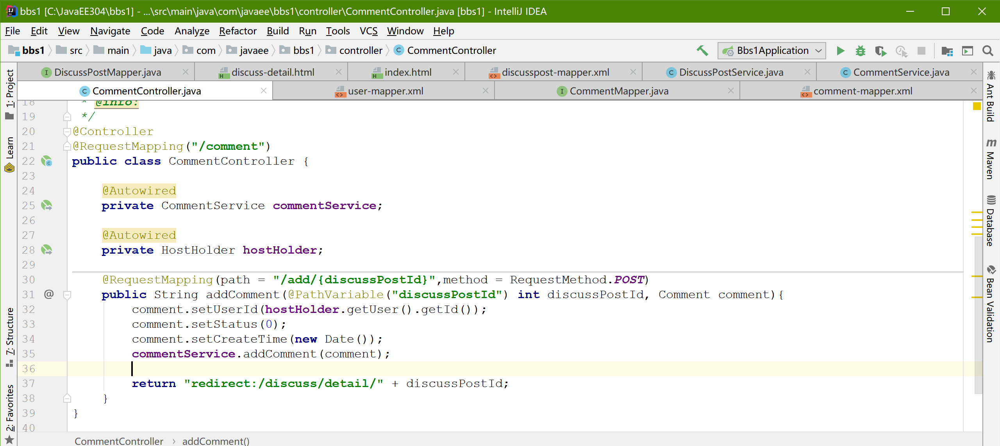 bbs1 [C:\JavaEE304\bbs1] - ...\src\main\java\com\javaee\bbs1\controller\CommentController.java [bbs1] - IntelliJ IDEA
File Edit View Navigate Code Analyze Refactor Build Run Tools VCS Window Help
bbs1 src main java com javaee bbs1 controller CommentController Bbs1Application
DiscussPostMapper.java discuss-detail.html index.html discusspost-mapper.xml DiscussPostService.java CommentService.java
CommentController.java user-mapper.xml CommentMapper.java comment-mapper.xml
1: Project
Learn
7: Structure
2: Favorites
18 * @info:
19 */
20 @Controller
21 @RequestMapping("/comment")
22 public class CommentController {
23
24 @Autowired
25 private CommentService commentService;
26
27 @Autowired
28 private HostHolder hostHolder;
29
30 @RequestMapping(path = "/add/{discussPostId}",method = RequestMethod.POST)
31 @ public String addComment(@PathVariable("discussPostId") int discussPostId, Comment comment){
32 comment.setUserId(hostHolder.getUser().getId());
33 comment.setStatus(0);
34 comment.setCreateTime(new Date());
35 commentService.addComment(comment);
36
37 return "redirect:/discuss/detail/" + discussPostId;
38 }
39 }
40
CommentController › addComment()
Ant Build
m Maven
Database
Bean Validation